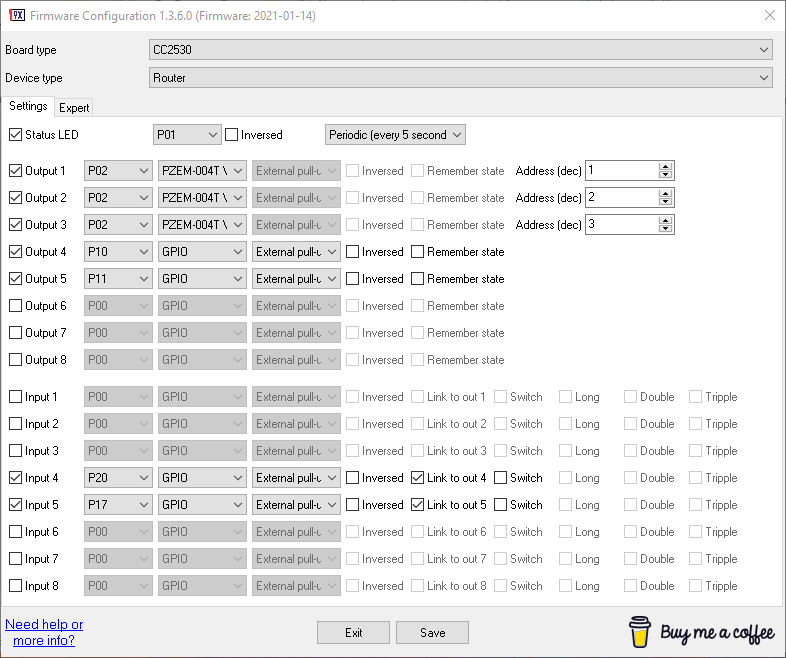 Firmware Configuration 1.3.6.0 (Firmware: 2021-01-14)
Board type CC2530
Device type Router
Settings Expert
Status LED P01 Inversed Periodic (every 5 second
Output 1 P02 PZEM-004T V External pull-u Inversed Remember state Address (dec) 1
Output 2 P02 PZEM-004T V External pull-u Inversed Remember state Address (dec) 2
Output 3 P02 PZEM-004T V External pull-u Inversed Remember state Address (dec) 3
Output 4 P10 GPIO External pull-u Inversed Remember state
Output 5 P11 GPIO External pull-u Inversed Remember state
Output 6 P00 GPIO External pull-u Inversed Remember state
Output 7 P00 GPIO External pull-u Inversed Remember state
Output 8 P00 GPIO External pull-u Inversed Remember state
Input 1 P00 GPIO External pull-u Inversed Link to out 1 Switch Long Double Tripple
Input 2 P00 GPIO External pull-u Inversed Link to out 2 Switch Long Double Tripple
Input 3 P00 GPIO External pull-u Inversed Link to out 3 Switch Long Double Tripple
Input 4 P20 GPIO External pull-u Inversed Link to out 4 Switch Long Double Tripple
Input 5 P17 GPIO External pull-u Inversed Link to out 5 Switch Long Double Tripple
Input 6 P00 GPIO External pull-u Inversed Link to out 6 Switch Long Double Tripple
Input 7 P00 GPIO External pull-u Inversed Link to out 7 Switch Long Double Tripple
Input 8 P00 GPIO External pull-u Inversed Link to out 8 Switch Long Double Tripple
Need help or
more info?
Exit Save
Buy me a coffee